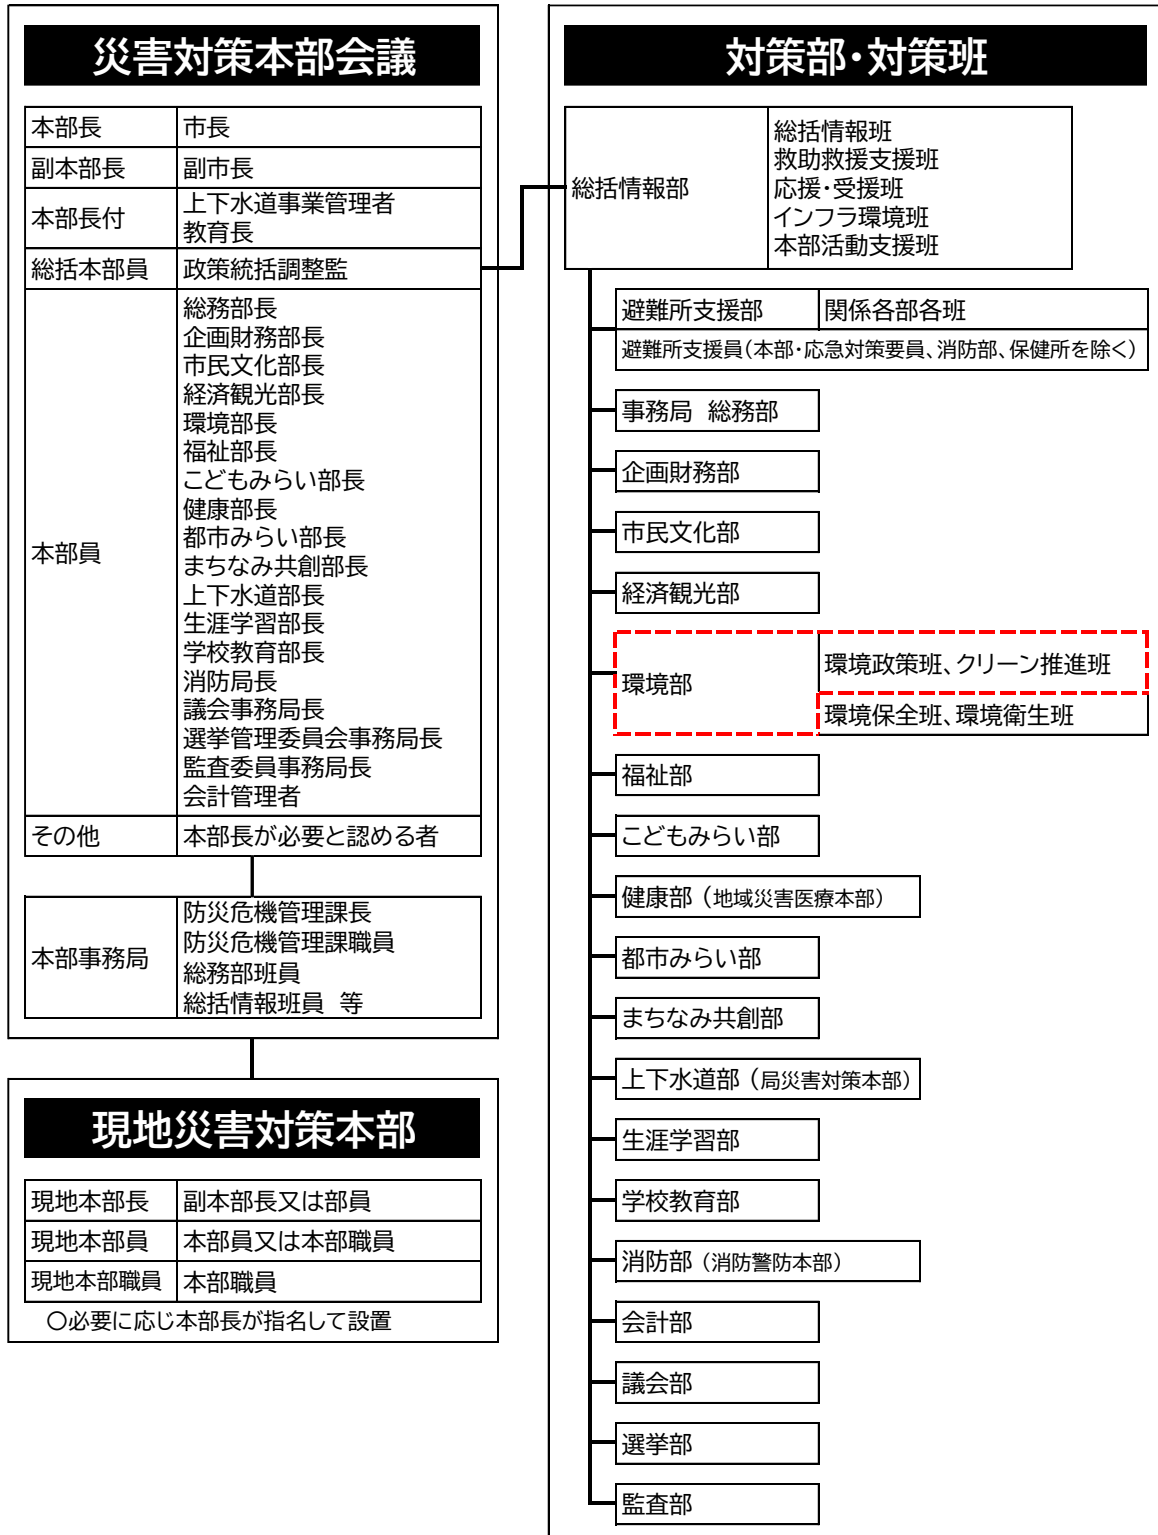 災害対策本部会議
本部長 市長
副本部長 副市長
本部長付 上下水道事業管理者
教育長
総括本部員 政策統括調整監
本部員
総務部長
企画財務部長
市民文化部長
経済観光部長
環境部長
福祉部長
こどもみらい部長
健康部長
都市みらい部長
まちなみ共創部長
上下水道部長
生涯学習部長
学校教育部長
消防局長
議会事務局長
選挙管理委員会事務局長
監査委員事務局長
会計管理者
その他 本部長が必要と認める者
本部事務局
防災危機管理課長
防災危機管理課職員
総務部班員
総括情報班員 等
現地災害対策本部
現地本部長 副本部長又は部員
現地本部員 本部員又は本部職員
現地本部職員 本部職員
〇必要に応じ本部長が指名して設置
対策部・対策班
総括情報部
総括情報班
救助救援支援班
応援・受援班
インフラ環境班
本部活動支援班
避難所支援部 関係各部各班
避難所支援員(本部・応急対策要員、消防部、保健所を除く)
事務局 総務部
企画財務部
市民文化部
経済観光部
環境部
環境政策班、クリーン推進班
環境保全班、環境衛生班
福祉部
こどもみらい部
健康部(地域災害医療本部)
都市みらい部
まちなみ共創部
上下水道部(局災害対策本部)
生涯学習部
学校教育部
消防部(消防警防本部)
会計部
議会部
選挙部
監査部